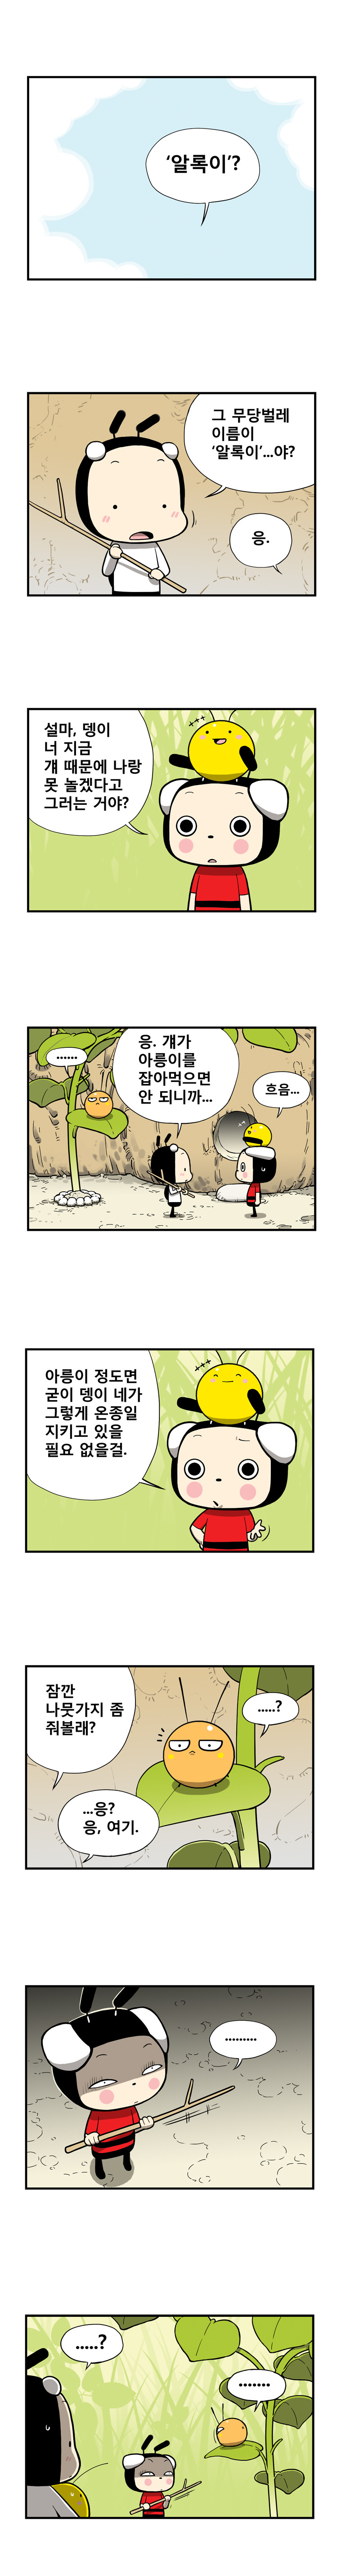 ‘알록이’?
그 무당벌레
이름이
‘알록이’...야?
응.
설마, 뎅이
너 지금
걔 때문에 나랑
못 놀겠다고
그러는 거야?
......
응. 걔가
아릉이를
잡아먹으면
안 되니까...
흐음...
아릉이 정도면
굳이 뎅이 네가
그렇게 온종일
지키고 있을
필요 없을걸.
잠깐
나뭇가지 좀
줘볼래?
.....?
...응?
응, 여기.
.........
.....?
.......